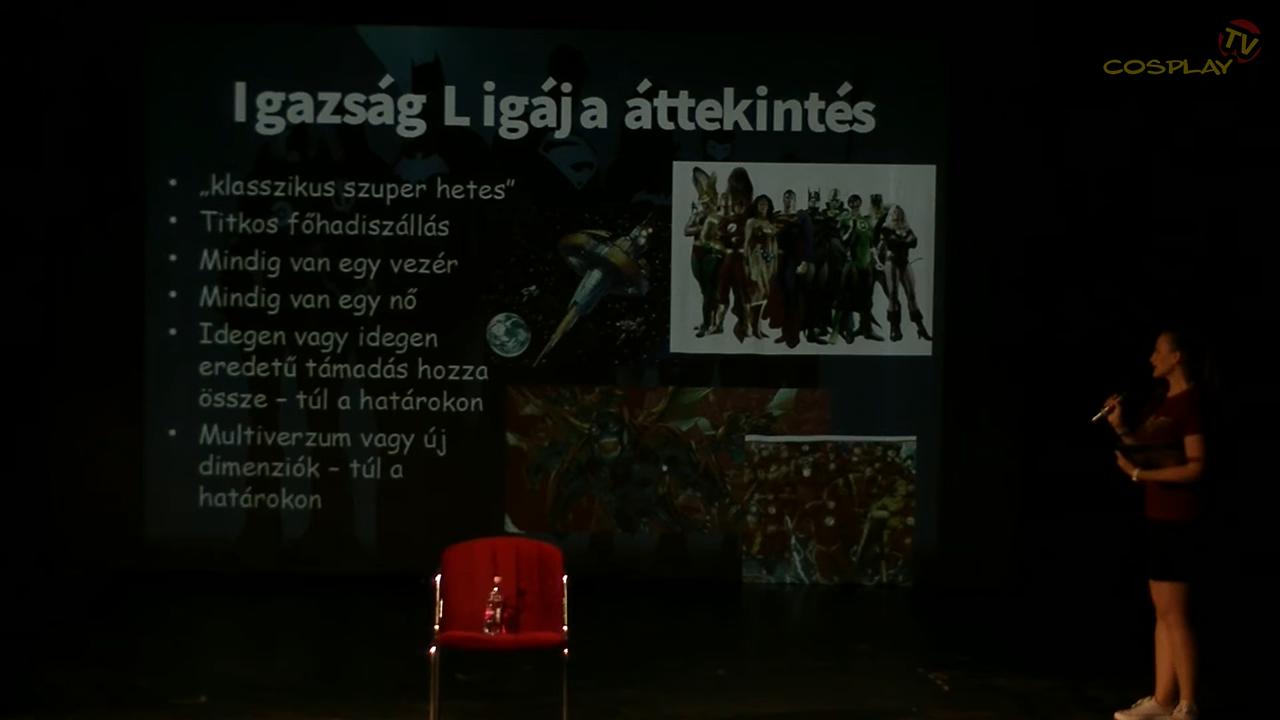 COSPLAY TV
Igazság Ligája áttekintés
• „klasszikus szuper hetes”
• Titkos főhadiszállás
• Mindig van egy vezér
• Mindig van egy nő
• Idegen vagy idegen
eredetű támadás hozza
össze – túl a határokon
• Multiverzum vagy új
dimenziók – túl a
határokon